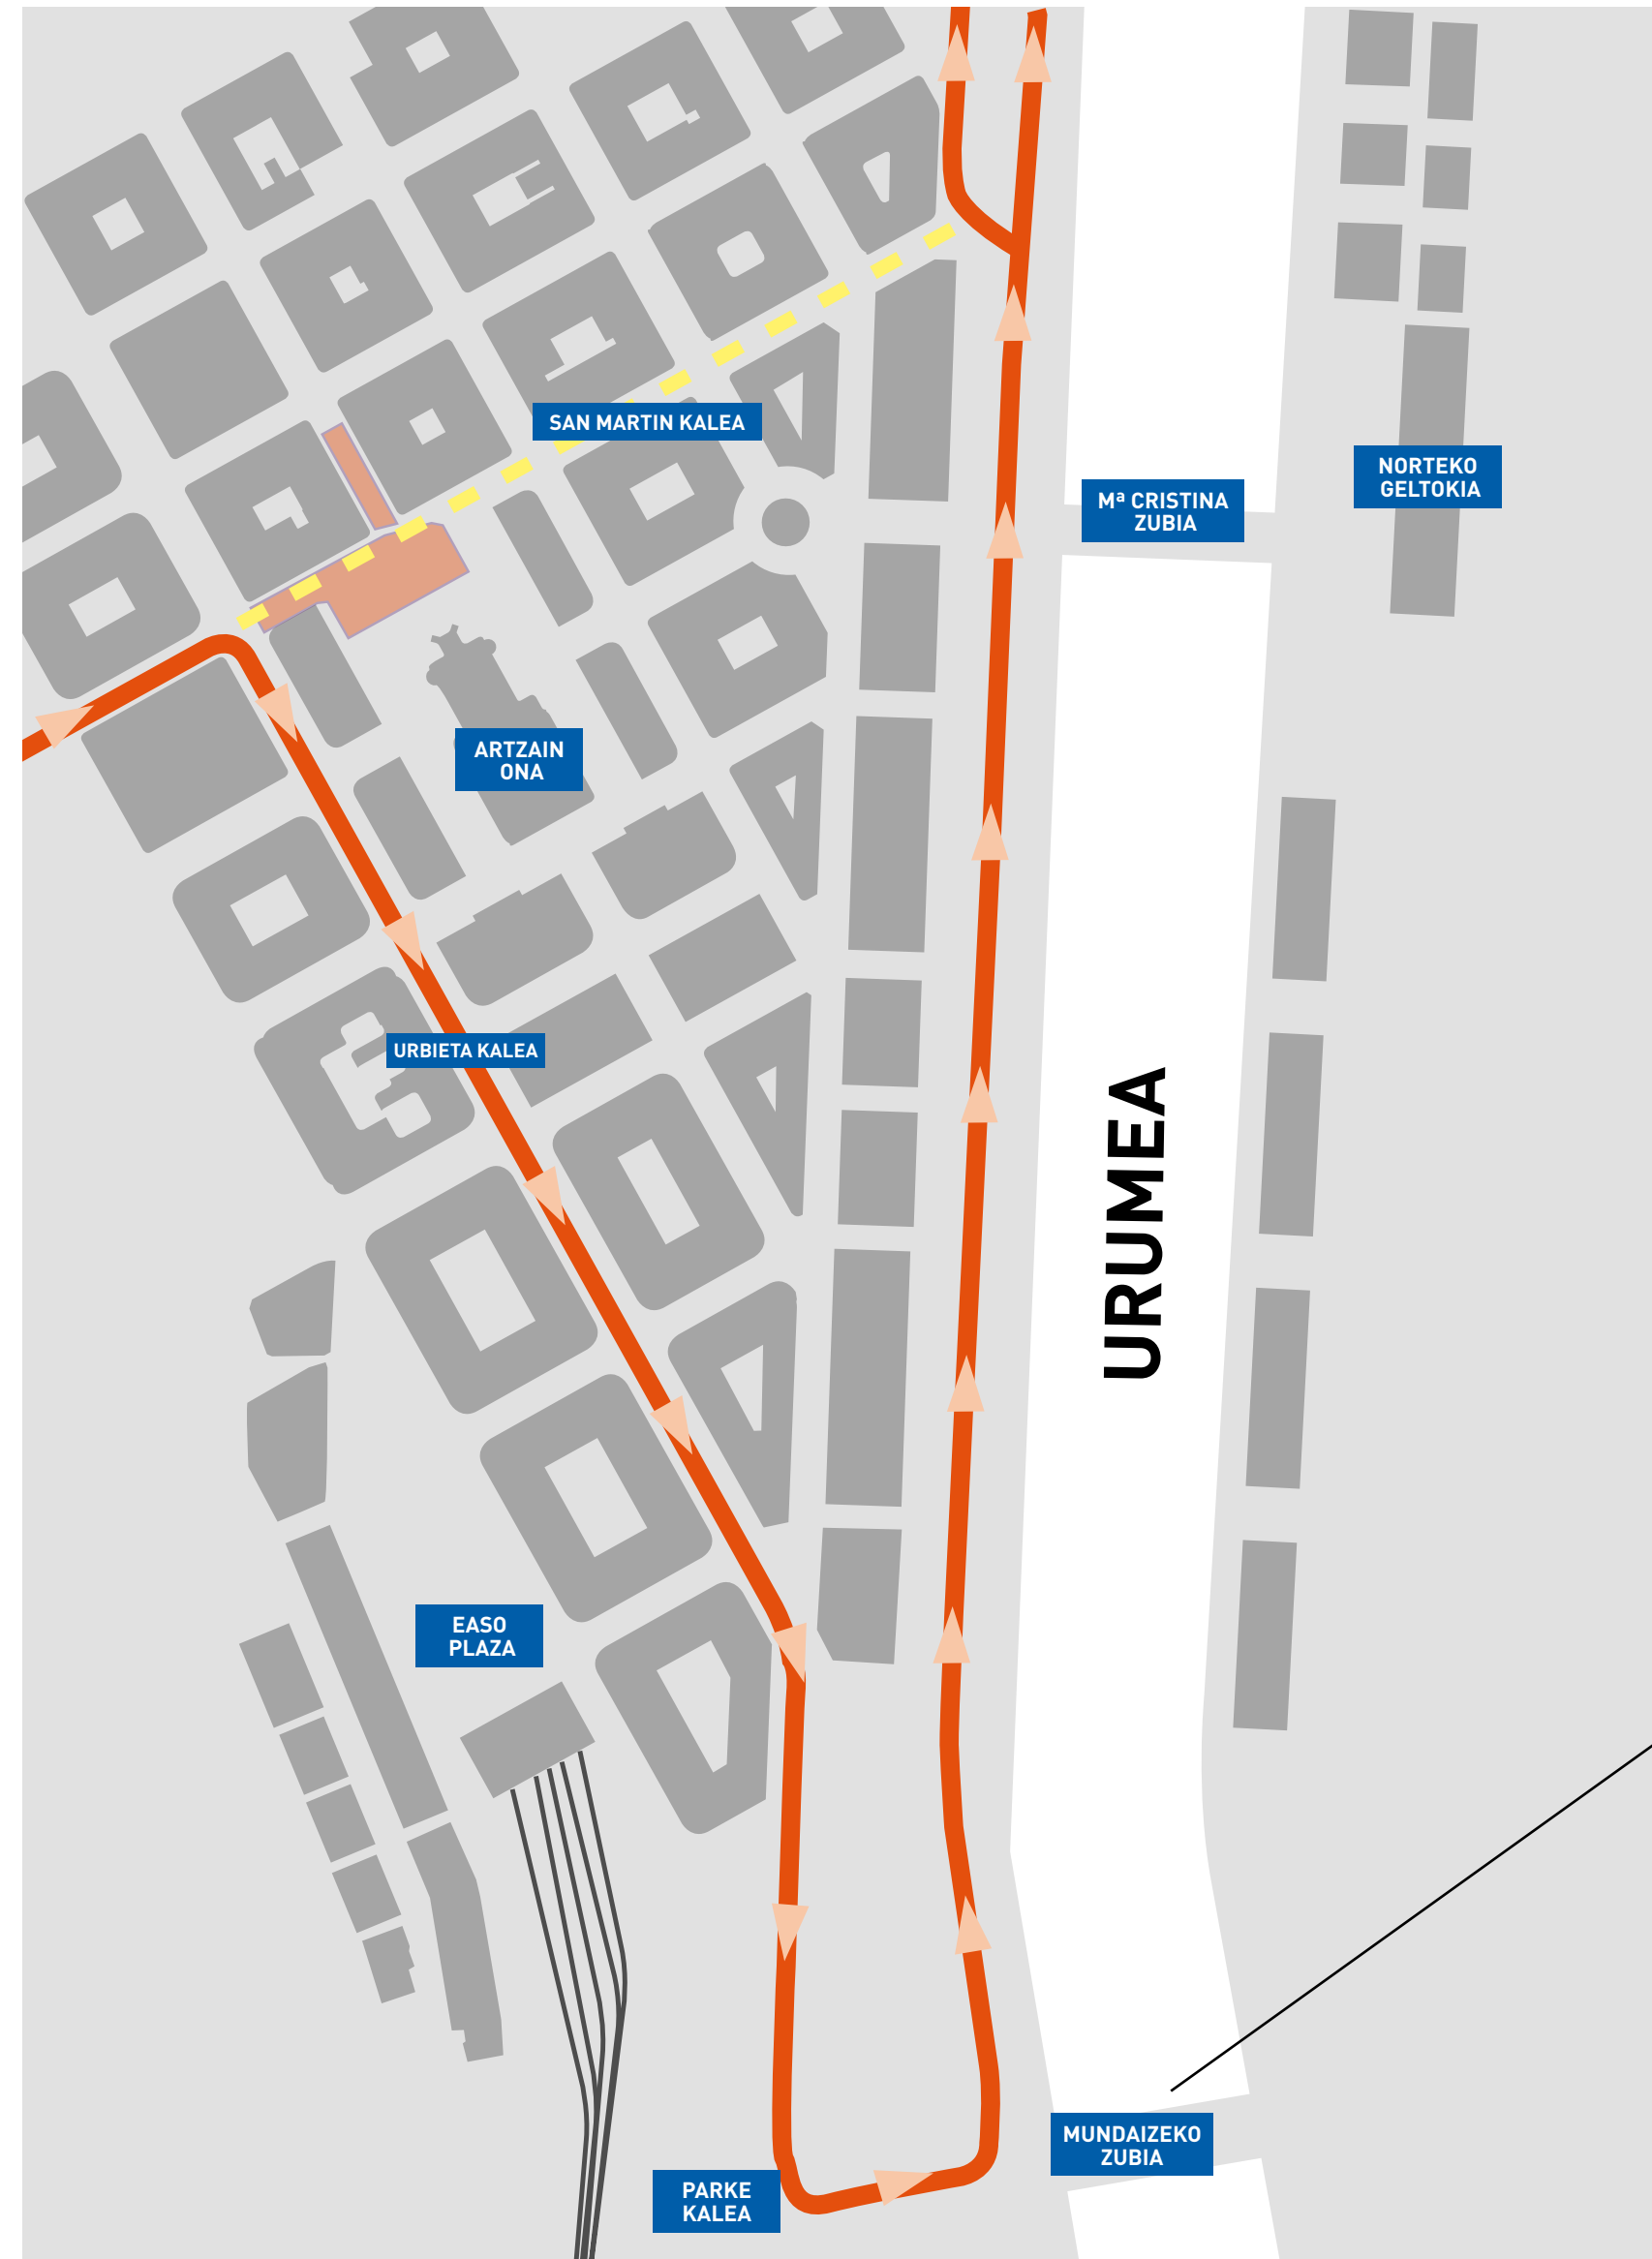 SAN MARTIN KALEA
NORTEKO
GELTOKIA
Mª CRISTINA
ZUBIA
ARTZAIN
ONA
URBIETA KALEA
URUMEA
EASO
PLAZA
MUNDAIZEKO
ZUBIA
PARKE
KALEA